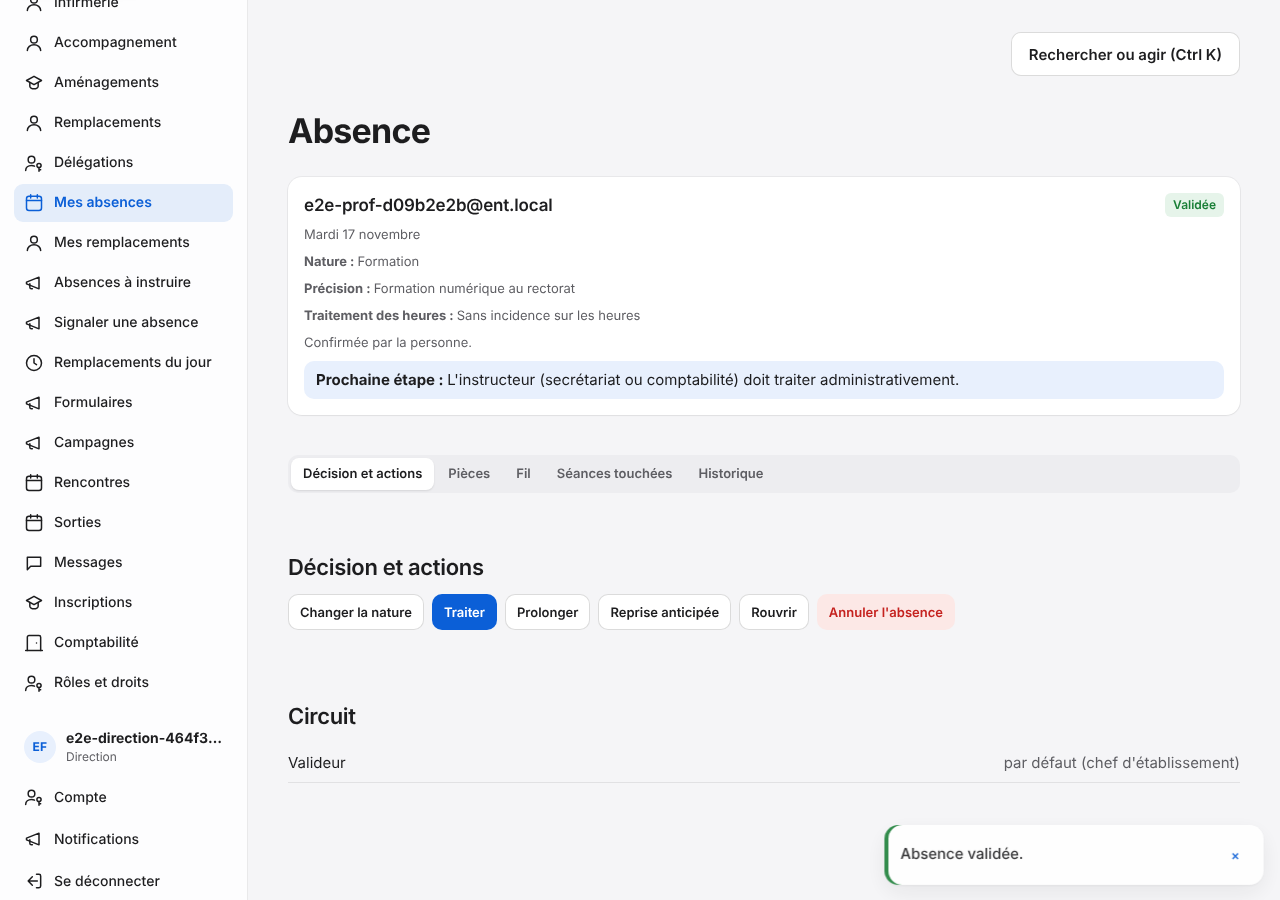 Infirmerie
Accompagnement
Aménagements
Remplacements
Délégations
Mes absences
Mes remplacements
Absences à instruire
Signaler une absence
Remplacements du jour
Formulaires
Campagnes
Rencontres
Sorties
Messages
Inscriptions
Comptabilité
Rôles et droits
EF
e2e-direction-464f3...
Direction
Compte
Notifications
Se déconnecter
Rechercher ou agir (Ctrl K)
Absence
e2e-prof-d09b2e2b@ent.local
Validée
Mardi 17 novembre
Nature : Formation
Précision : Formation numérique au rectorat
Traitement des heures : Sans incidence sur les heures
Confirmée par la personne.
Prochaine étape : L'instructeur (secrétariat ou comptabilité) doit traiter administrativement.
Décision et actions Pièces Fil Séances touchées Historique
Décision et actions
Changer la nature Traiter Prolonger Reprise anticipée Rouvrir Annuler l'absence
Circuit
Valideur par défaut (chef d'établissement)
Absence validée. ×